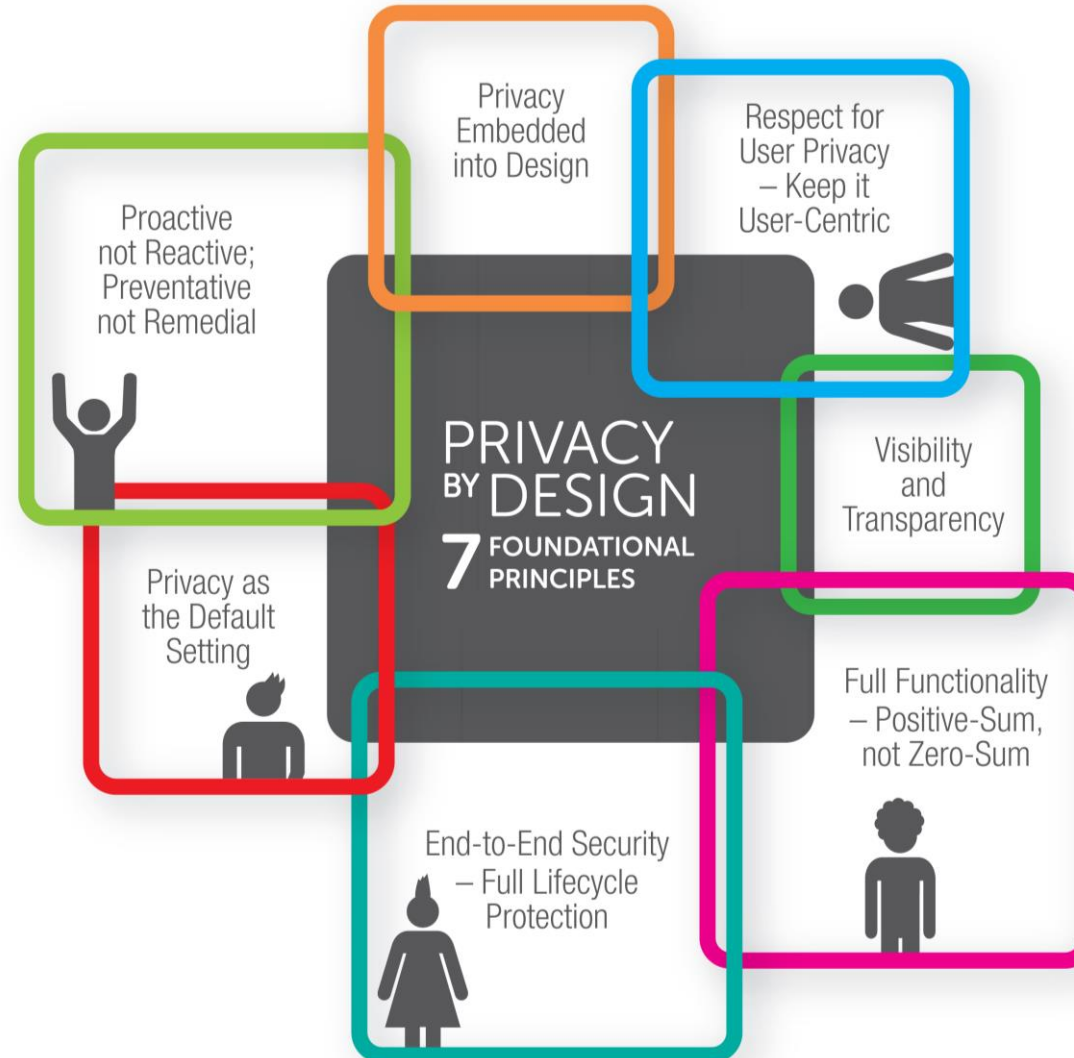 Privacy
Embedded
into Design
Respect for
User Privacy
– Keep it
User-Centric
Proactive
not Reactive;
Preventative
not Remedial
PRIVACY
BY DESIGN
7 FOUNDATIONAL
PRINCIPLES
Visibility
and
Transparency
Privacy as
the Default
Setting
Full Functionality
– Positive-Sum,
not Zero-Sum
End-to-End Security
– Full Lifecycle
Protection